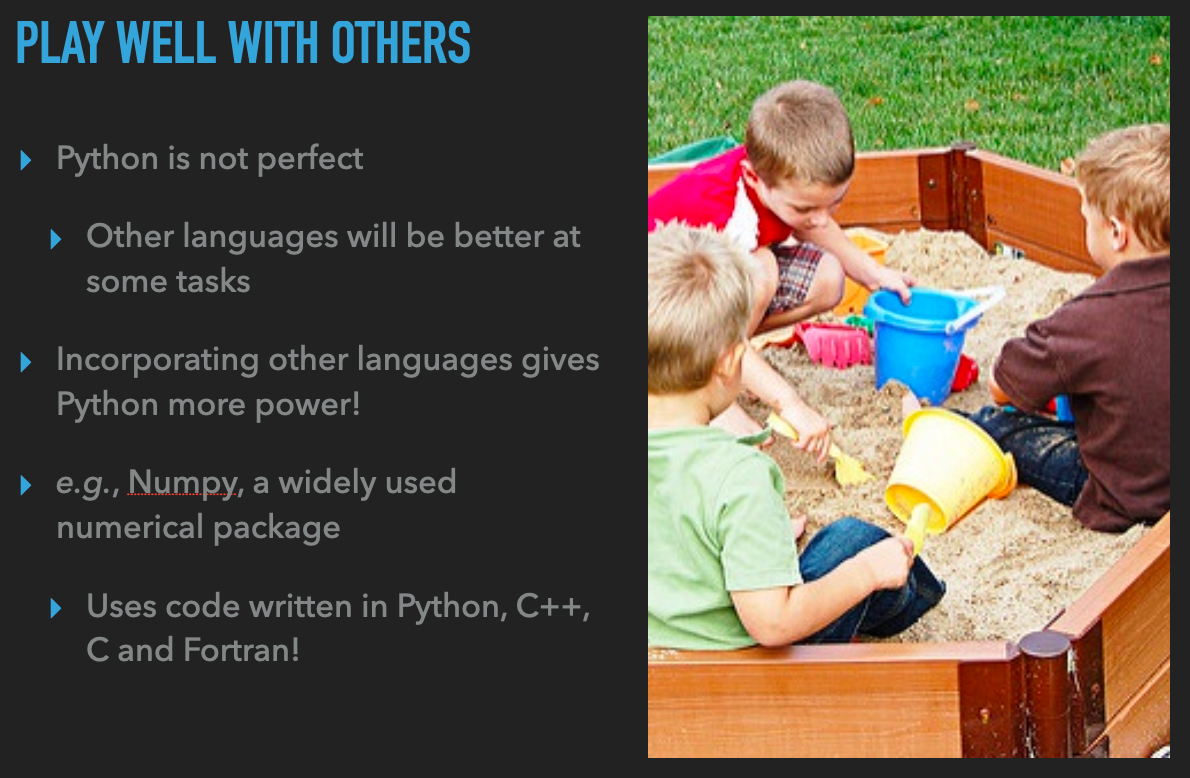 PLAY WELL WITH OTHERS
Python is not perfect
Other languages will be better at
some tasks
Incorporating other languages gives
Python more power!
e.g., Numpy, a widely used
numerical package
Uses code written in Python, C++,
C and Fortran!